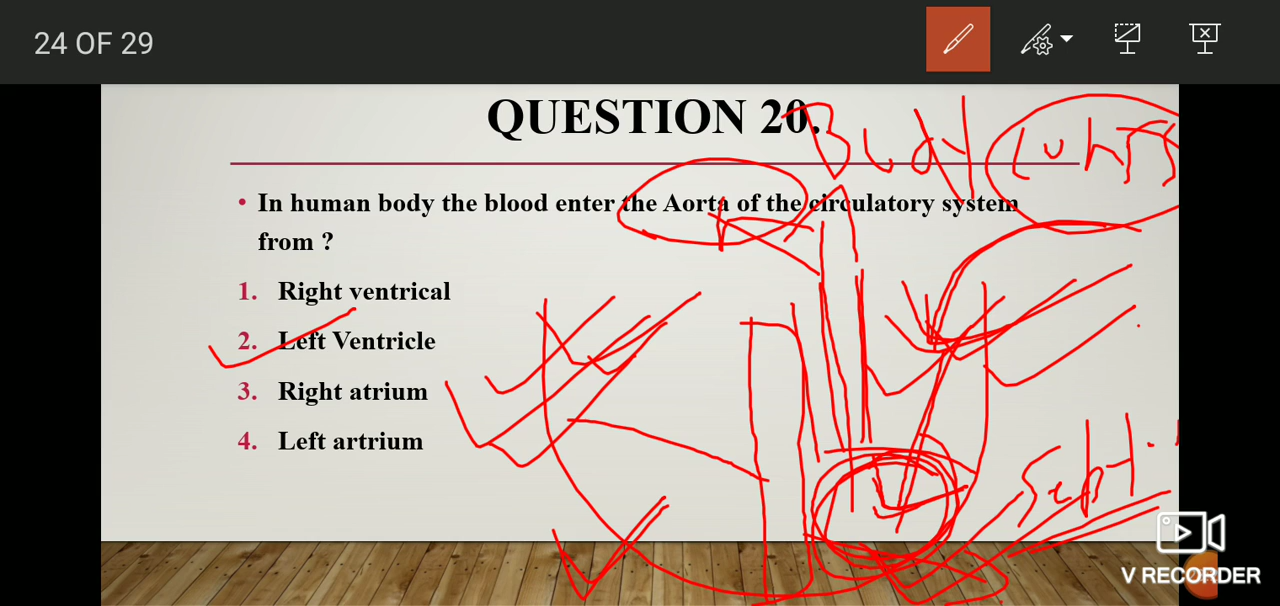 24 OF 29
QUESTION 20.
Body
• In human body the blood enter the Aorta of the circulatory system
from ?
1. Right ventrical
2. Left Ventricle
3. Right atrium
4. Left artrium
V RECORDER